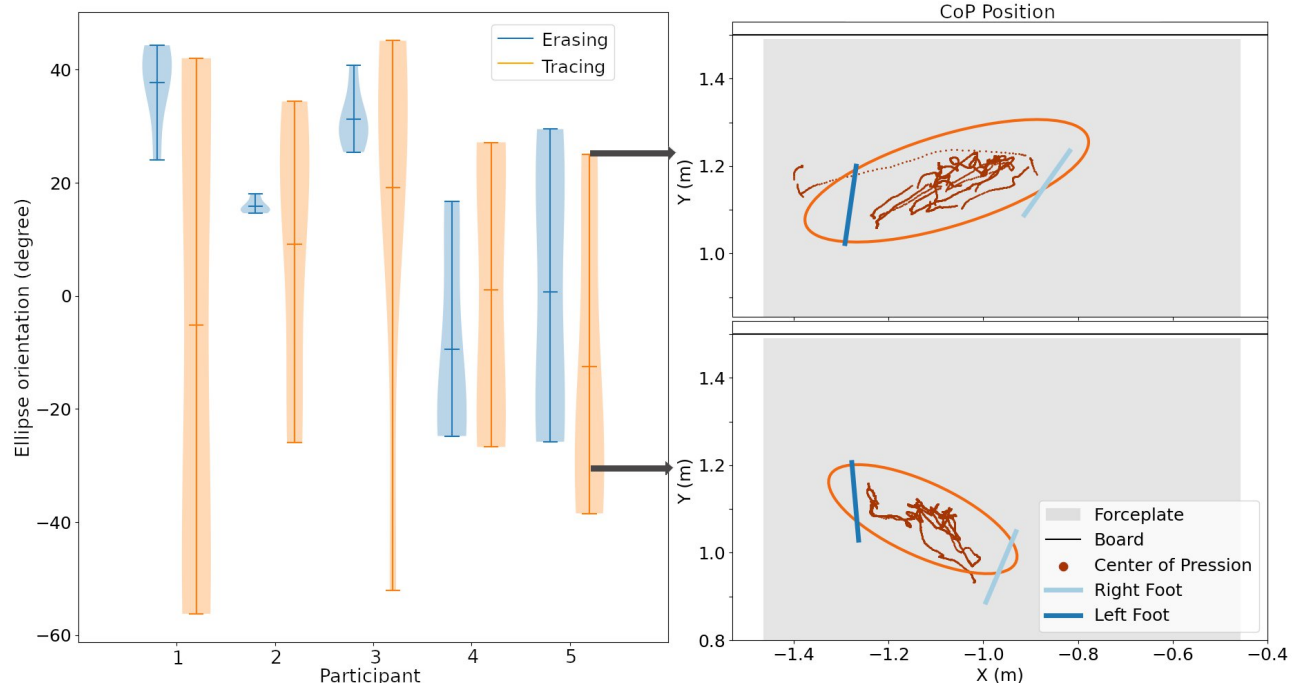 CoP Position
Erasing
Tracing
Ellipse orientation (degree)
40
20
0
−20
−40
−60
1 2 3 4 5
Participant
Y (m)
1.4
1.2
1.0
Y (m)
1.4
1.2
1.0
0.8
Forceplate
Board
Center of Pression
Right Foot
Left Foot
−1.4 −1.2 −1.0 −0.8 −0.6 −0.4
X (m)